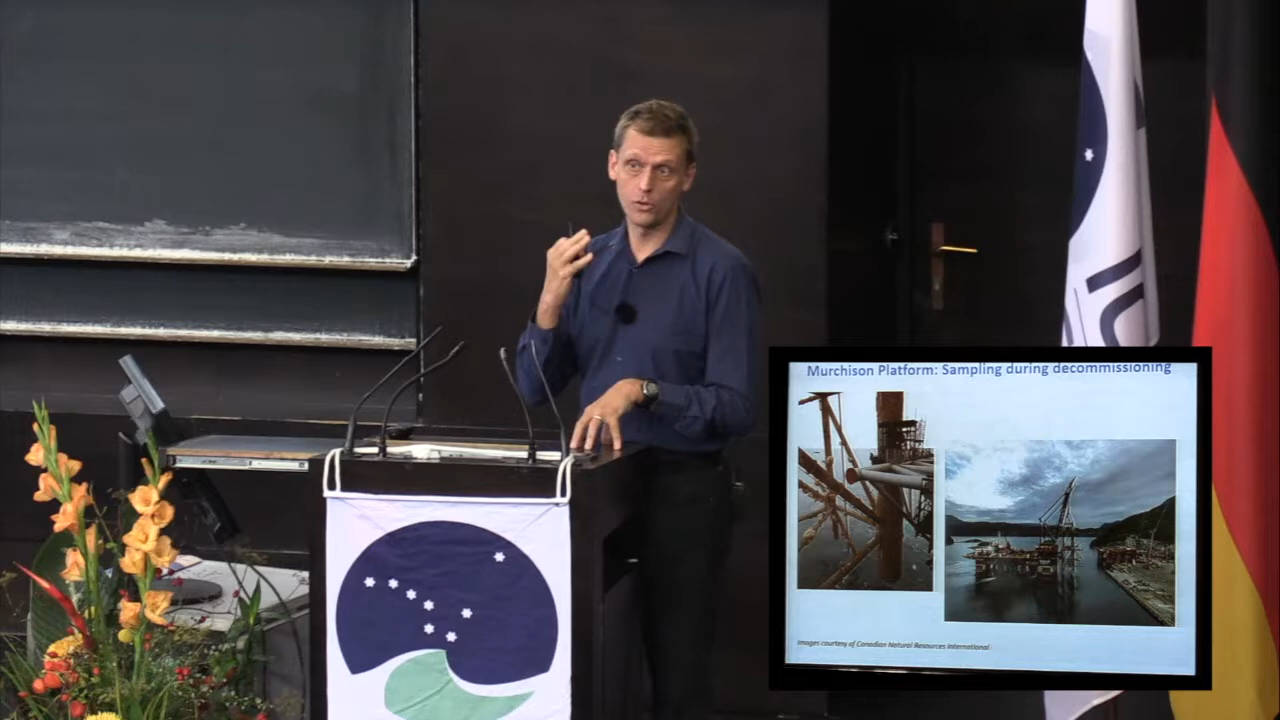 Murchison Platform: Sampling during decommissioning
Images courtesy of Canadian Natural Resources International